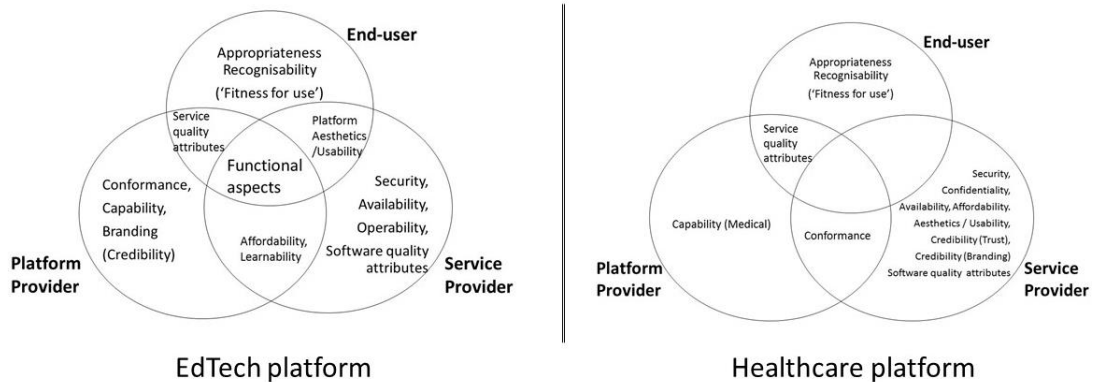 End-user
Appropriateness
Recognisability
('Fitness for use')
Service
quality
attributes
Platform
Aesthetics
/Usability
Functional
aspects
Conformance,
Capability,
Branding
(Credibility)
Security,
Availability,
Operability,
Software quality
attributes
Affordability,
Learnability
Platform
Provider
Service
Provider
EdTech platform
End-user
Appropriateness
Recognisability
('Fitness for use')
Service
quality
attributes
Capability (Medical)
Conformance
Security,
Confidentiality,
Availability, Affordability.
Aesthetics / Usability,
Credibility (Trust),
Credibility (Branding)
Software quality attributes
Platform
Provider
Service
Provider
Healthcare platform